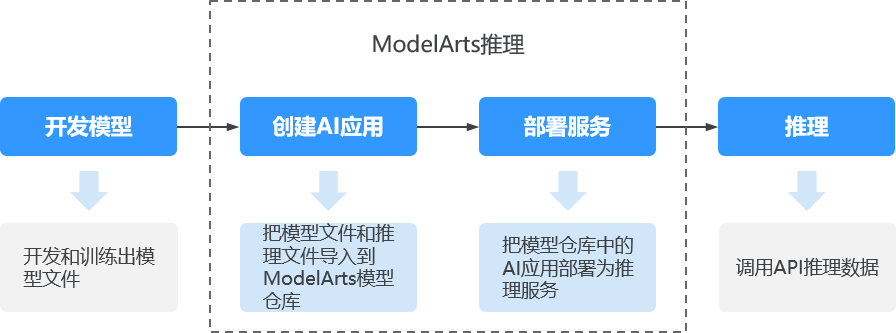 ModelArts推理
开发模型
创建AI应用
部署服务
推理
开发和训练出模
型文件
把模型文件和推
理文件导入到
ModelArts模型
仓库
把模型仓库中的
AI应用部署为推
理服务
调用API推理数据